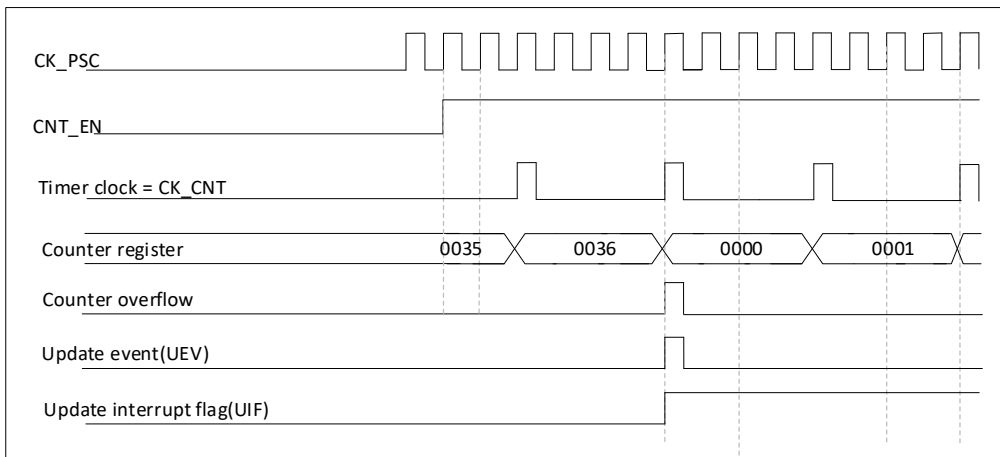 CK_PSC
CNT_EN
Timer clock = CK_CNT
Counter register 0035 0036 0000 0001
Counter overflow
Update event(UEV)
Update interrupt flag(UIF)